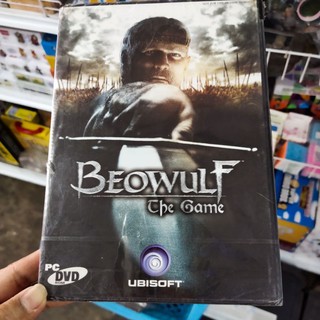 BEOWULF
The Game
PC
DVD
UBISOFT